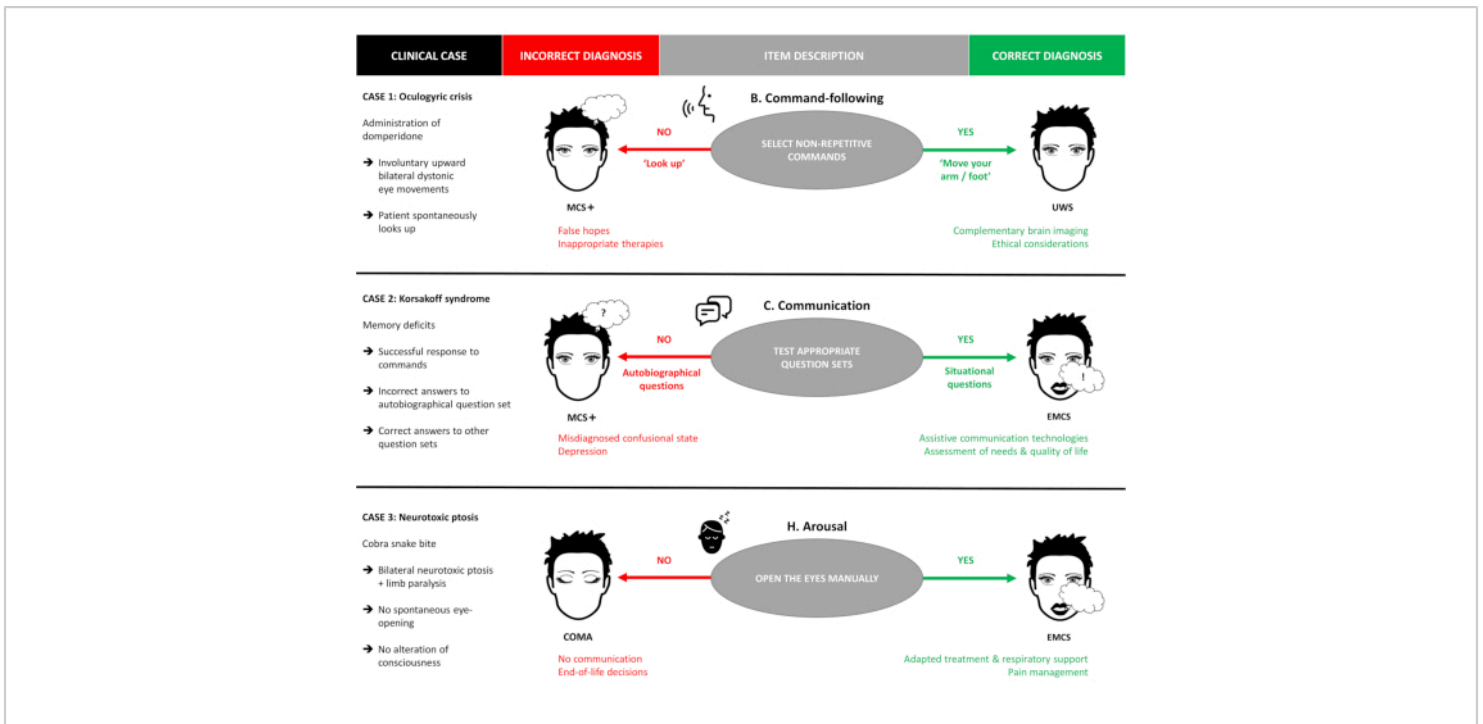 CLINICAL CASE
INCORRECT DIAGNOSIS
ITEM DESCRIPTION
CORRECT DIAGNOSIS
CASE 1: Oculogyric crisis
Administration of
domperidone
➔ Involuntary upward
bilateral dystonic
eye movements
➔ Patient spontaneously
looks up
MCS+
False hopes
Inappropriate therapies
NO
'Look up'
B. Command-following
SELECT NON-REPETITIVE
COMMANDS
YES
'Move your
arm / foot'
UWS
Complementary brain imaging
Ethical considerations
CASE 2: Korsakoff syndrome
Memory deficits
➔ Successful response to
commands
➔ Incorrect answers to
autobiographical question set
➔ Correct answers to other
question sets
?
MCS+
Misdiagnosed confusional state
Depression
NO
Autobiographical
questions
C. Communication
TEST APPROPRIATE
QUESTION SETS
YES
Situational
questions
!
EMCS
Assistive communication technologies
Assessment of needs & quality of life
CASE 3: Neurotoxic ptosis
Cobra snake bite
➔ Bilateral neurotoxic ptosis
+ limb paralysis
➔ No spontaneous eye-
opening
➔ No alteration of
consciousness
COMA
No communication
End-of-life decisions
NO
zzz
H. Arousal
OPEN THE EYES MANUALLY
YES
EMCS
Adapted treatment & respiratory support
Pain management